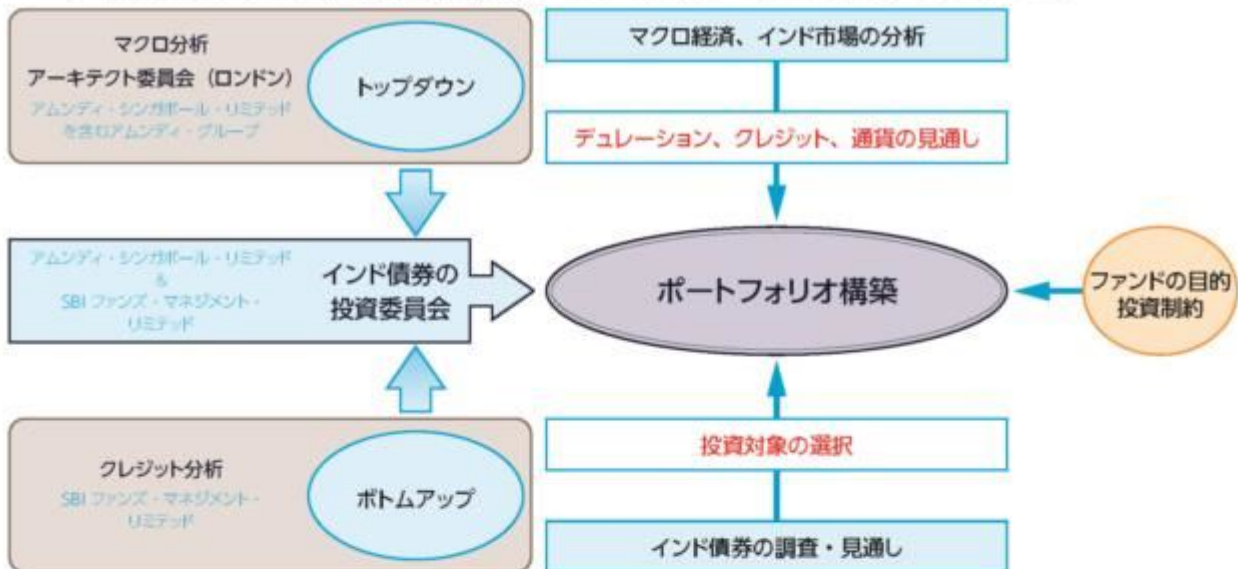 マクロ分析
アーキテクト委員会（ロンドン）
アムンディ・シンガポール・リミテッド
を含むアムンディ・グループ
トップダウン
マクロ経済、インド市場の分析
デュレーション、クレジット、通貨の見通し
アムンディ・シンガポール・リミテッド
&
SBI ファンズ・マネジメント・
リミテッド
インド債券の
投資委員会
ポートフォリオ構築
ファンドの目的
投資制約
クレジット分析
SBI ファンズ・マネジメント・
リミテッド
ボトムアップ
投資対象の選択
インド債券の調査・見通し